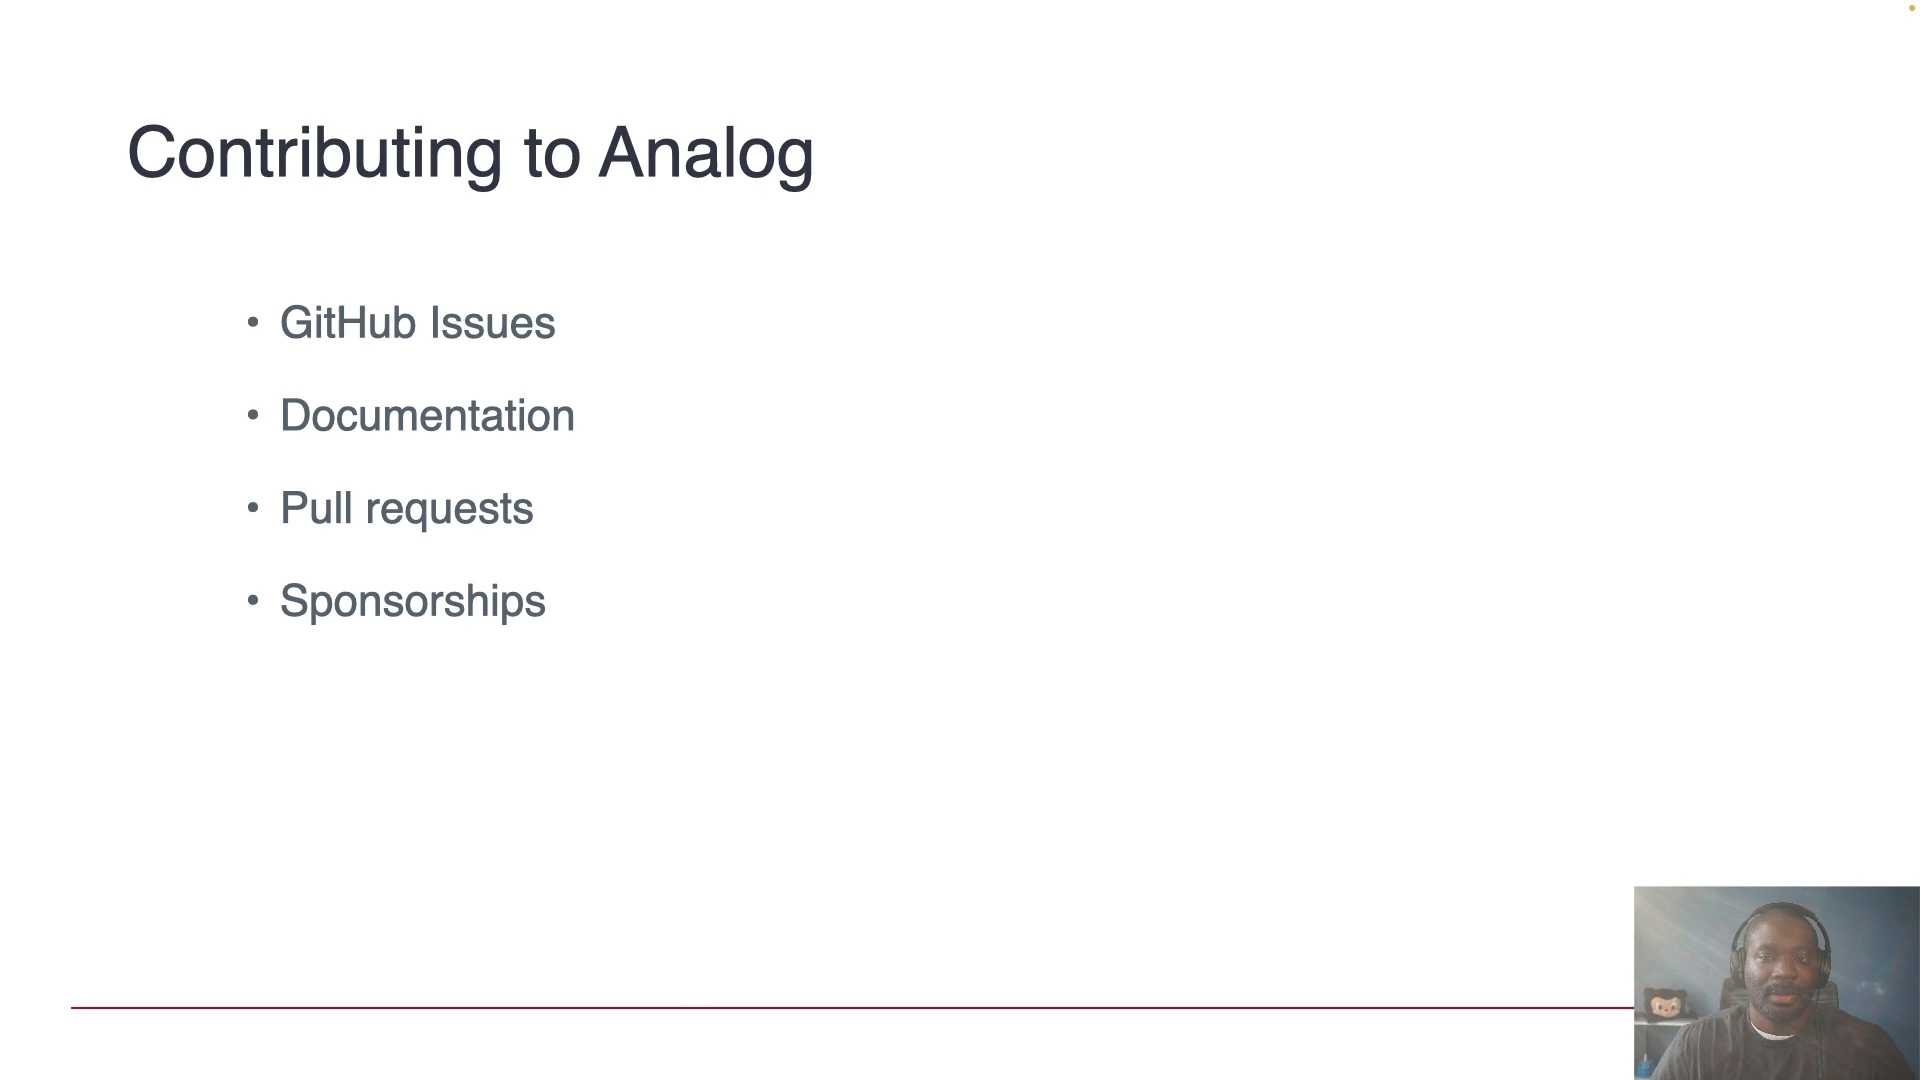 Contributing to Analog
• GitHub Issues
• Documentation
• Pull requests
• Sponsorships